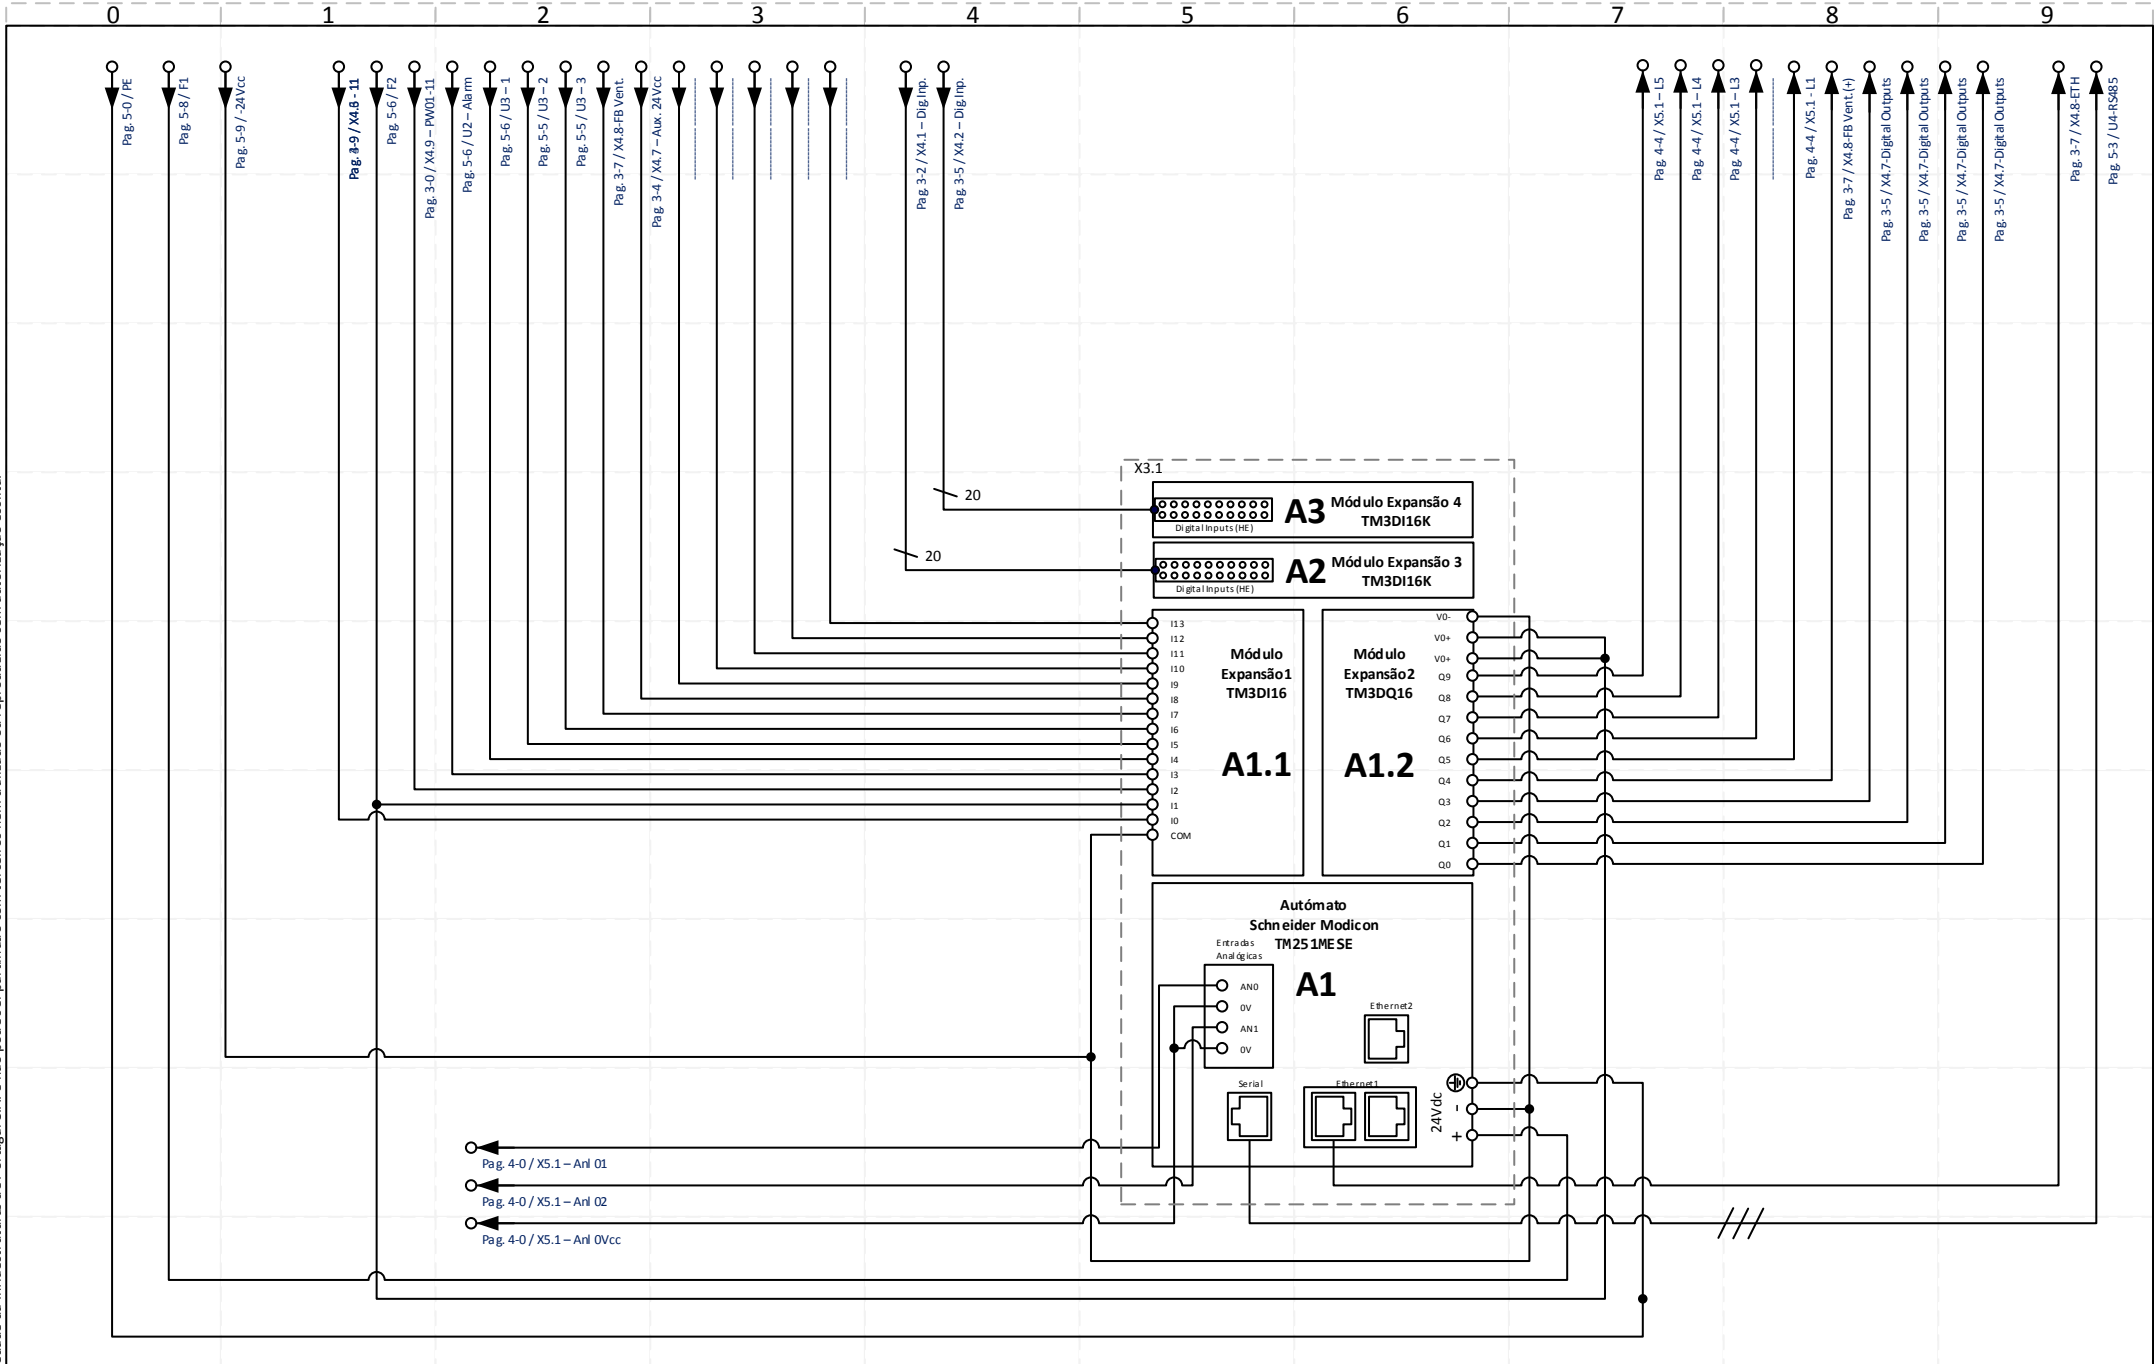 0 1 2 3 4 5 6 7 8 9
Pag. 5-0 / PE
Pag. 5-8 / F1
Pag. 5-9 / -24Vcc
Pag. 5-6 / F2
Pag. 3-0 / X4.9 – PW01-11
Pag. 5-6 / U2 – Alarm
Pag. 5-6 / U3 – 1
Pag. 5-5 / U3 – 2
Pag. 5-5 / U3 – 3
Pag. 3-7 / X4.8-FB Vent.
Pag. 3-4 / X4.7 – Aux. 24Vcc
Pag. 3-2 / X4.1 – Dig.Inp.
Pag. 3-5 / X4.2 – Dig.Inp.
Pag. 4-4 / X5.1 – L5
Pag. 4-4 / X5.1 – L4
Pag. 4-4 / X5.1 – L3
Pag. 4-4 / X5.1 - L1
Pag. 3-7 / X4.8-FB Vent.(+)
Pag. 3-5 / X4.7-Digital Outputs
Pag. 3-5 / X4.7-Digital Outputs
Pag. 3-5 / X4.7-Digital Outputs
Pag. 3-5 / X4.7-Digital Outputs
Pag. 3-7 / X4.8-ETH
Pag. 5-3 / U4-RS485
X3.1
20
A3
Módulo Expansão 4
TM3DI16K
Digital Inputs (HE)
20
A2
Módulo Expansão 3
TM3DI16K
Digital Inputs (HE)
I13
I12
I11
I10
I9
I8
I7
I6
I5
I4
I3
I2
I1
I0
COM
Módulo
Expansão1
TM3DI16
A1.1
Módulo
Expansão2
TM3DQ16
A1.2
V0-
V0+
V0+
Q9
Q8
Q7
Q6
Q5
Q4
Q3
Q2
Q1
Q0
Autómato
Schneider Modicon
TM251MESE
A1
Entradas
Analógicas
AN0
0V
AN1
0V
Ethernet2
Serial
Ethernet1
24Vdc
-
+
Pag. 4-0 / X5.1 – Anl 01
Pag. 4-0 / X5.1 – Anl 02
Pag. 4-0 / X5.1 – Anl 0Vcc